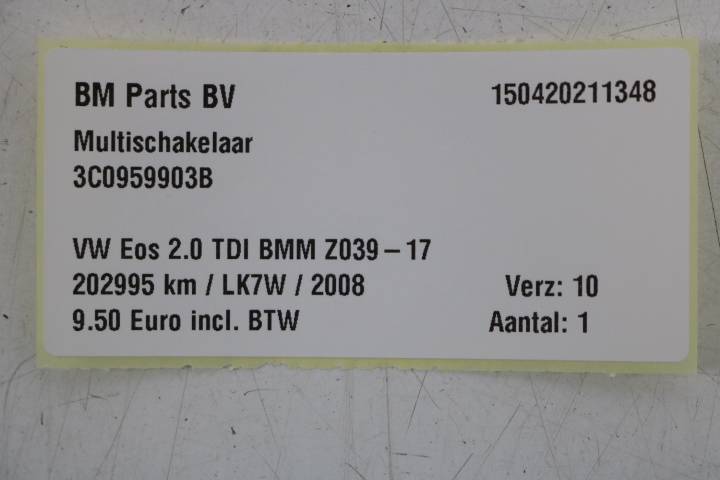 BM Parts BV 150420211348
Multischakelaar
3C0959903B
VW Eos 2.0 TDI BMM Z039 – 17
202995 km / LK7W / 2008 Verz: 10
9.50 Euro incl. BTW Aantal: 1